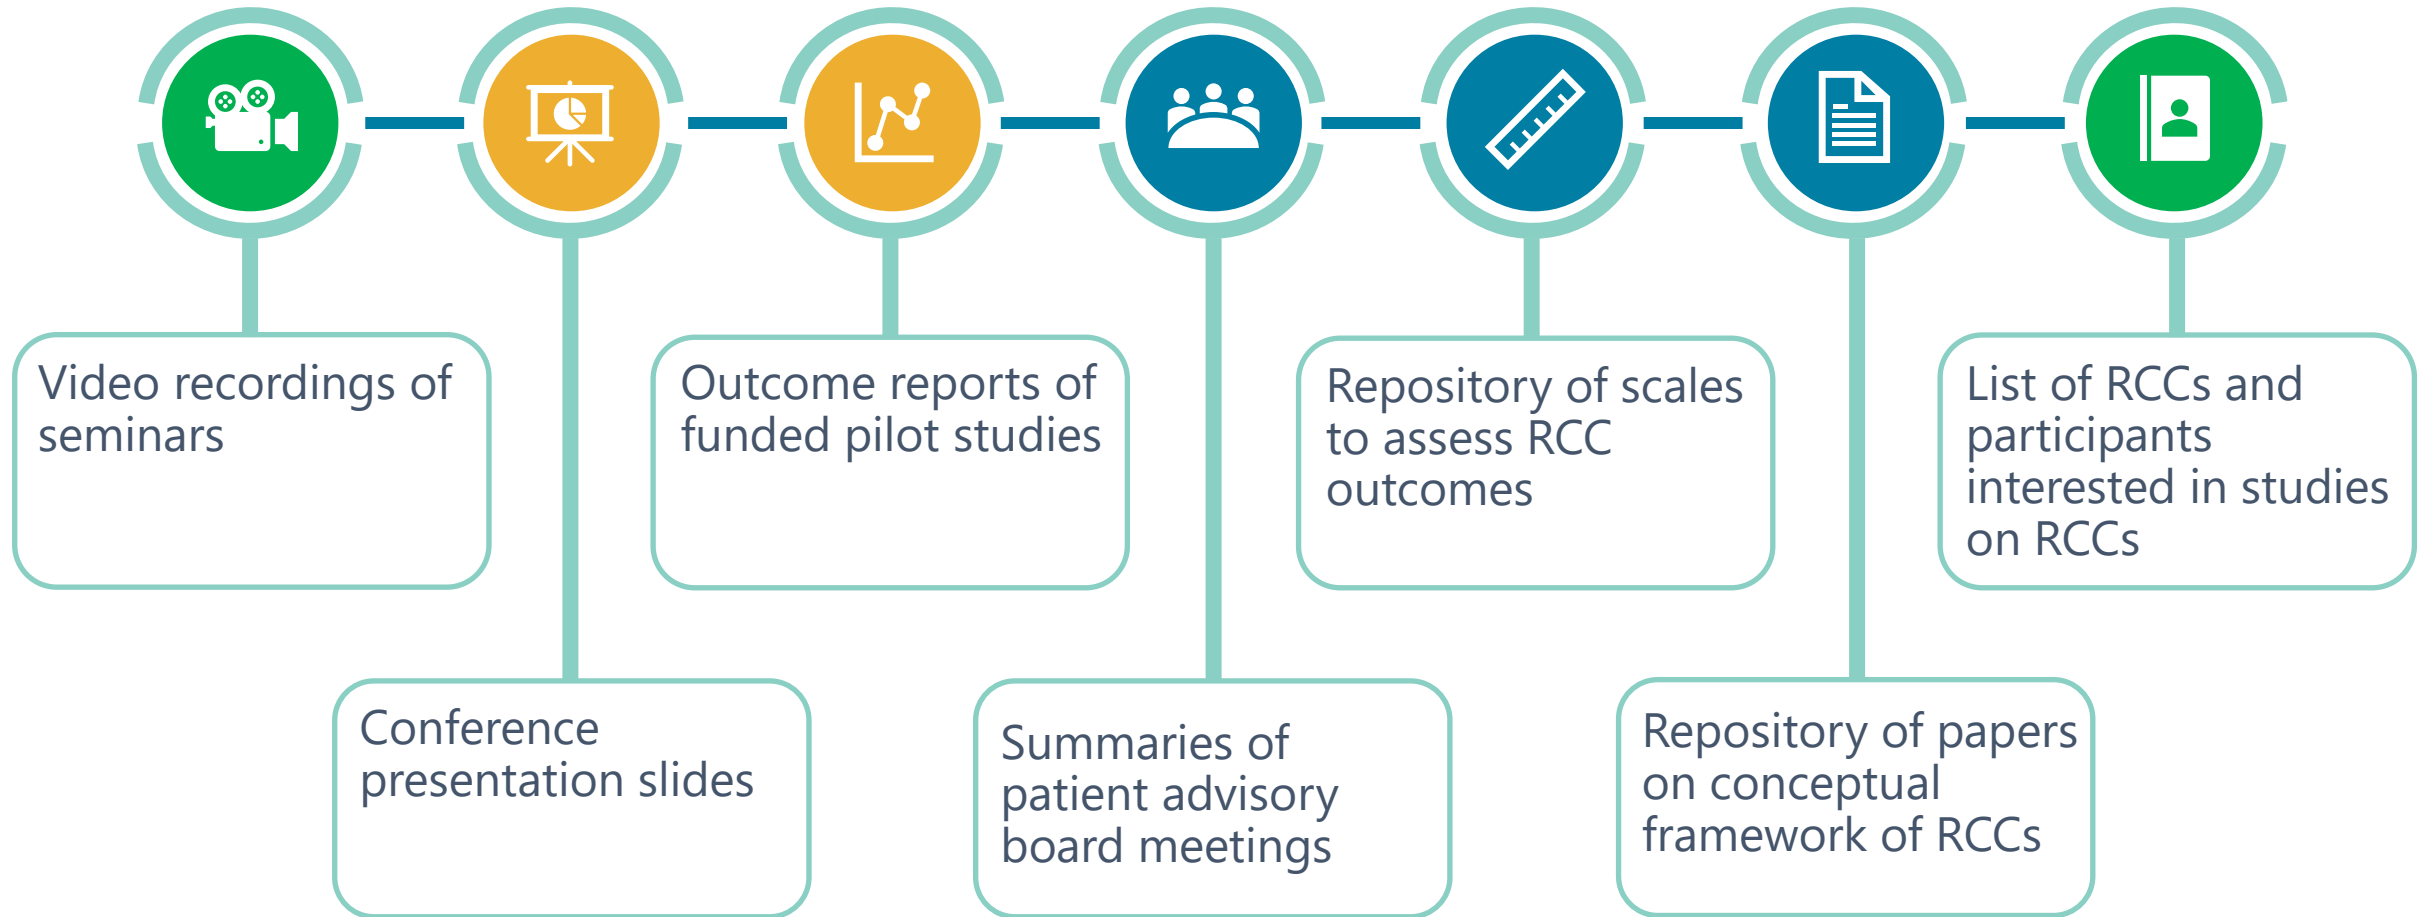 Video recordings of
seminars
Conference
presentation slides
Outcome reports of
funded pilot studies
Summaries of
patient advisory
board meetings
Repository of scales
to assess RCC
outcomes
Repository of papers
on conceptual
framework of RCCs
List of RCCs and
participants
interested in studies
on RCCs